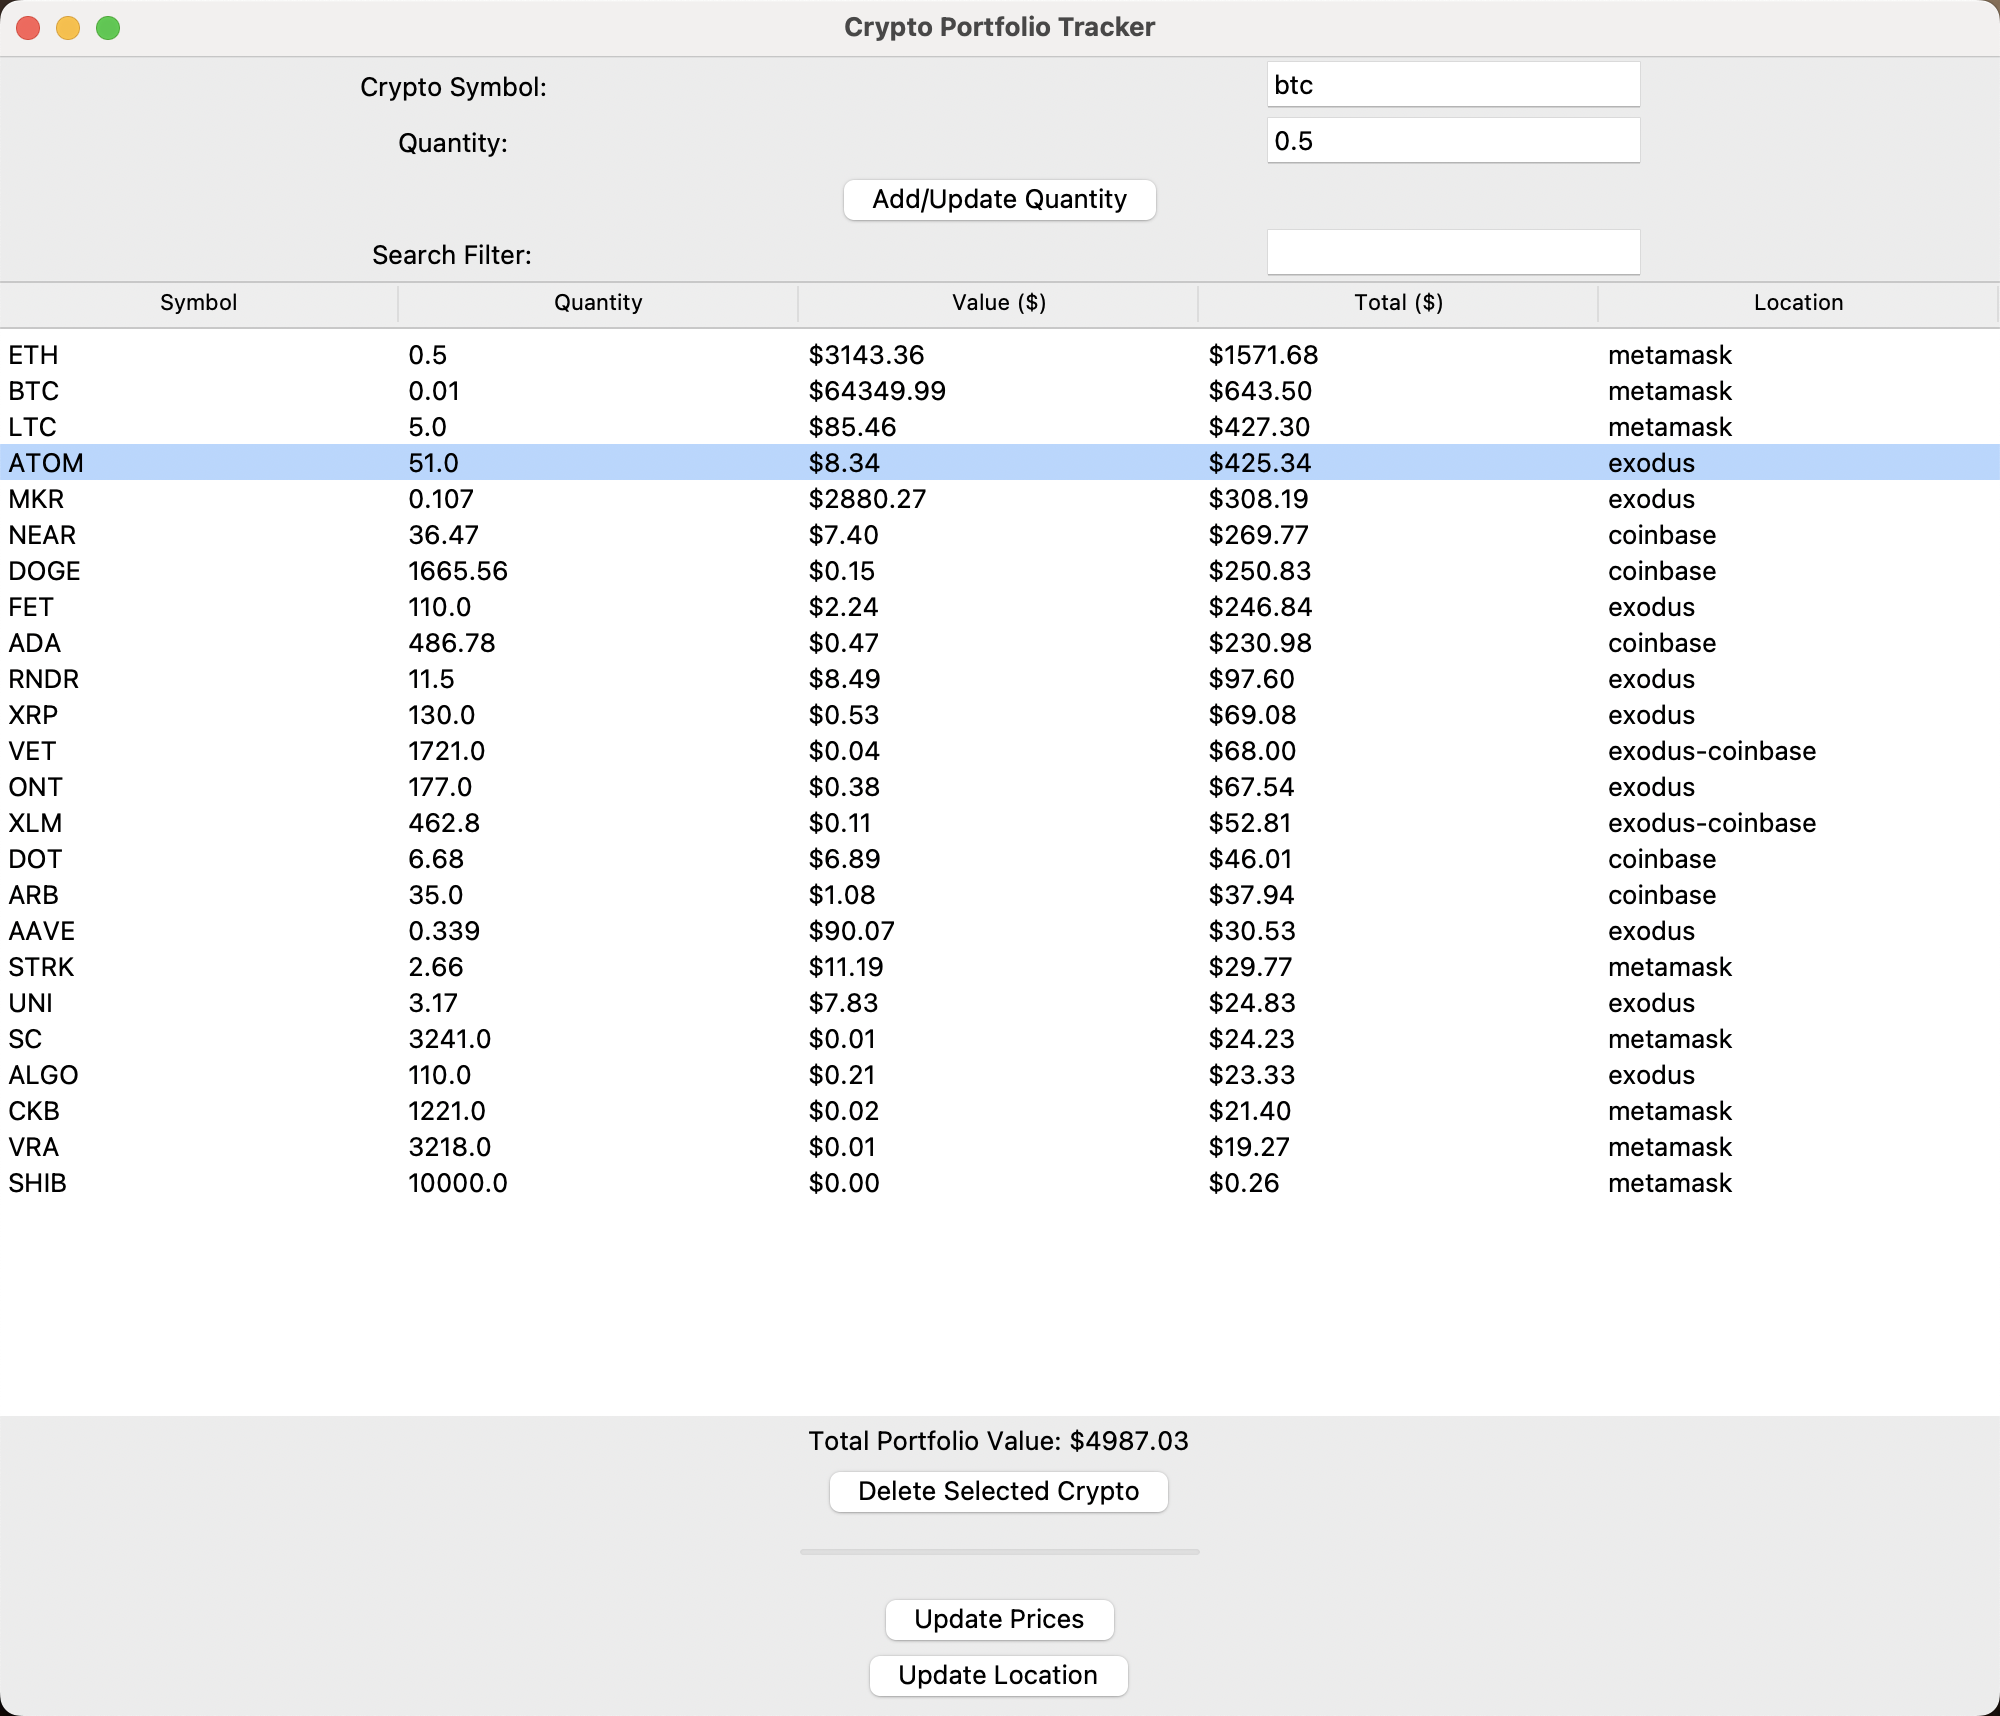 Crypto Portfolio Tracker
Crypto Symbol: btc
Quantity: 0.5
Add/Update Quantity
Search Filter:
Symbol Quantity Value ($) Total ($) Location
ETH 0.5 $3143.36 $1571.68 metamask
BTC 0.01 $64349.99 $643.50 metamask
LTC 5.0 $85.46 $427.30 metamask
ATOM 51.0 $8.34 $425.34 exodus
MKR 0.107 $2880.27 $308.19 exodus
NEAR 36.47 $7.40 $269.77 coinbase
DOGE 1665.56 $0.15 $250.83 coinbase
FET 110.0 $2.24 $246.84 exodus
ADA 486.78 $0.47 $230.98 coinbase
RNDR 11.5 $8.49 $97.60 exodus
XRP 130.0 $0.53 $69.08 exodus
VET 1721.0 $0.04 $68.00 exodus-coinbase
ONT 177.0 $0.38 $67.54 exodus
XLM 462.8 $0.11 $52.81 exodus-coinbase
DOT 6.68 $6.89 $46.01 coinbase
ARB 35.0 $1.08 $37.94 coinbase
AAVE 0.339 $90.07 $30.53 exodus
STRK 2.66 $11.19 $29.77 metamask
UNI 3.17 $7.83 $24.83 exodus
SC 3241.0 $0.01 $24.23 metamask
ALGO 110.0 $0.21 $23.33 exodus
CKB 1221.0 $0.02 $21.40 metamask
VRA 3218.0 $0.01 $19.27 metamask
SHIB 10000.0 $0.00 $0.26 metamask
Total Portfolio Value: $4987.03
Delete Selected Crypto
Update Prices
Update Location